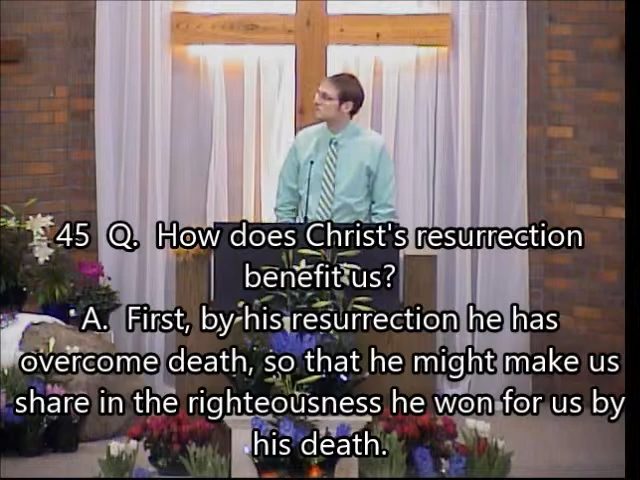 45 Q. How does Christ's resurrection
benefit us?
A. First, by his resurrection he has
overcome death, so that he might make us
share in the righteousness he won for us by
his death.